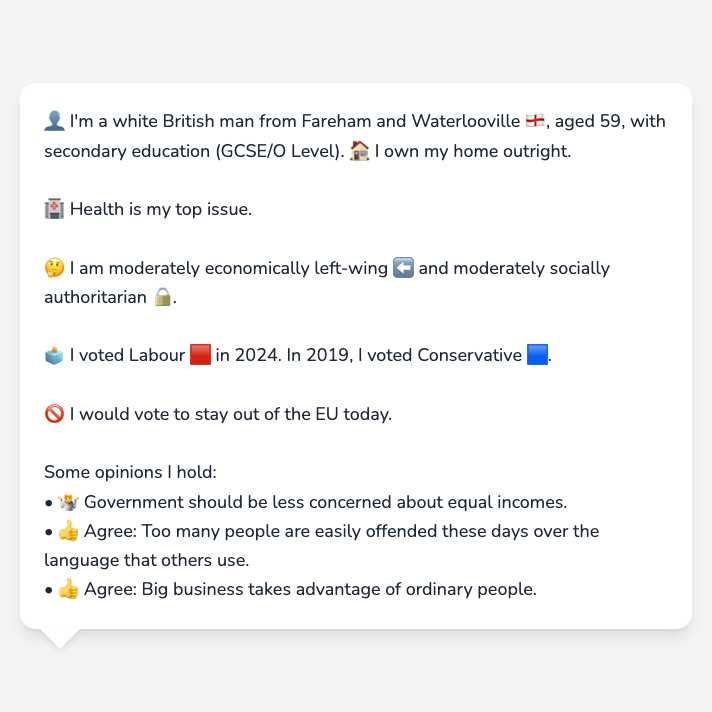 👤 I'm a white British man from Fareham and Waterlooville 🏴󠁧󠁢󠁥󠁮󠁧󠁿, aged 59, with
secondary education (GCSE/O Level). 🏠 I own my home outright.
🏥 Health is my top issue.
🤔 I am moderately economically left-wing ⬅️ and moderately socially
authoritarian 🔒.
🗳️ I voted Labour 🟥 in 2024. In 2019, I voted Conservative 🟦.
🚫 I would vote to stay out of the EU today.
Some opinions I hold:
• 🤷 Government should be less concerned about equal incomes.
• 👍 Agree: Too many people are easily offended these days over the
language that others use.
• 👍 Agree: Big business takes advantage of ordinary people.